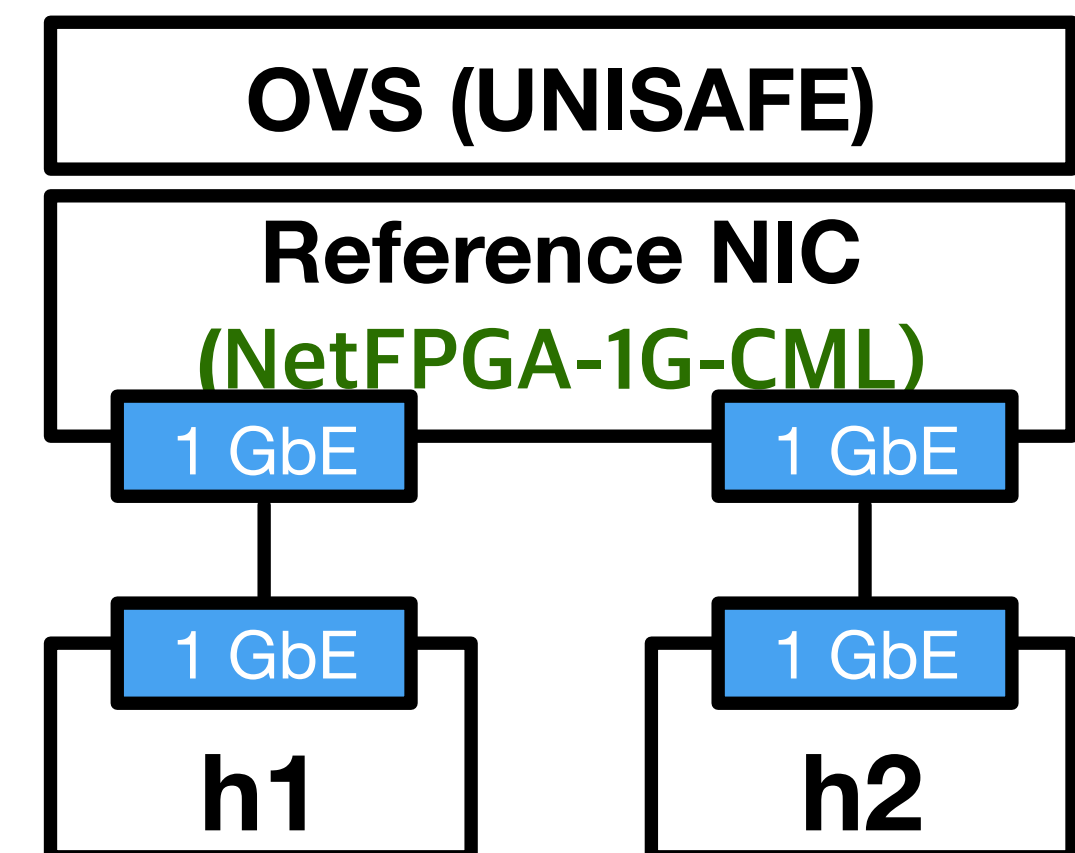 OVS (UNISAFE)
Reference NIC
(NetFPGA-1G-CML)
1 GbE
1 GbE
1 GbE
1 GbE
h1
h2